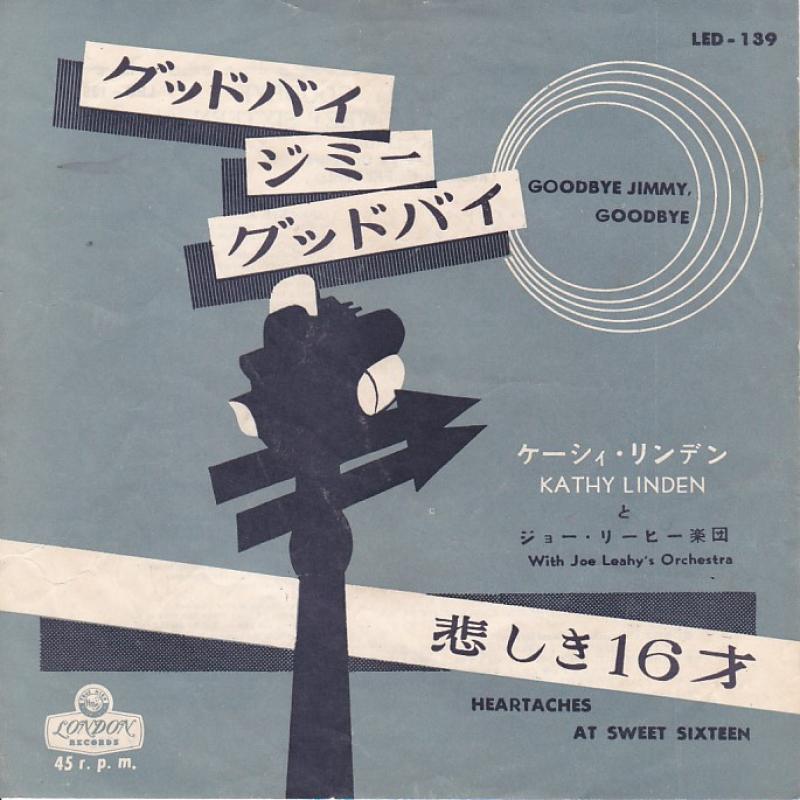 LED-139
グッドバイ
ジミー
グッドバイ
GOODBYE JIMMY,
GOODBYE
ケーシィ・リンデン
KATHY LINDEN
と
ジョー・リーヒー楽団
With Joe Leahy's Orchestra
悲しき16才
HEARTACHES
AT SWEET SIXTEEN
LONDON
RECORDS
45 r. p. m.